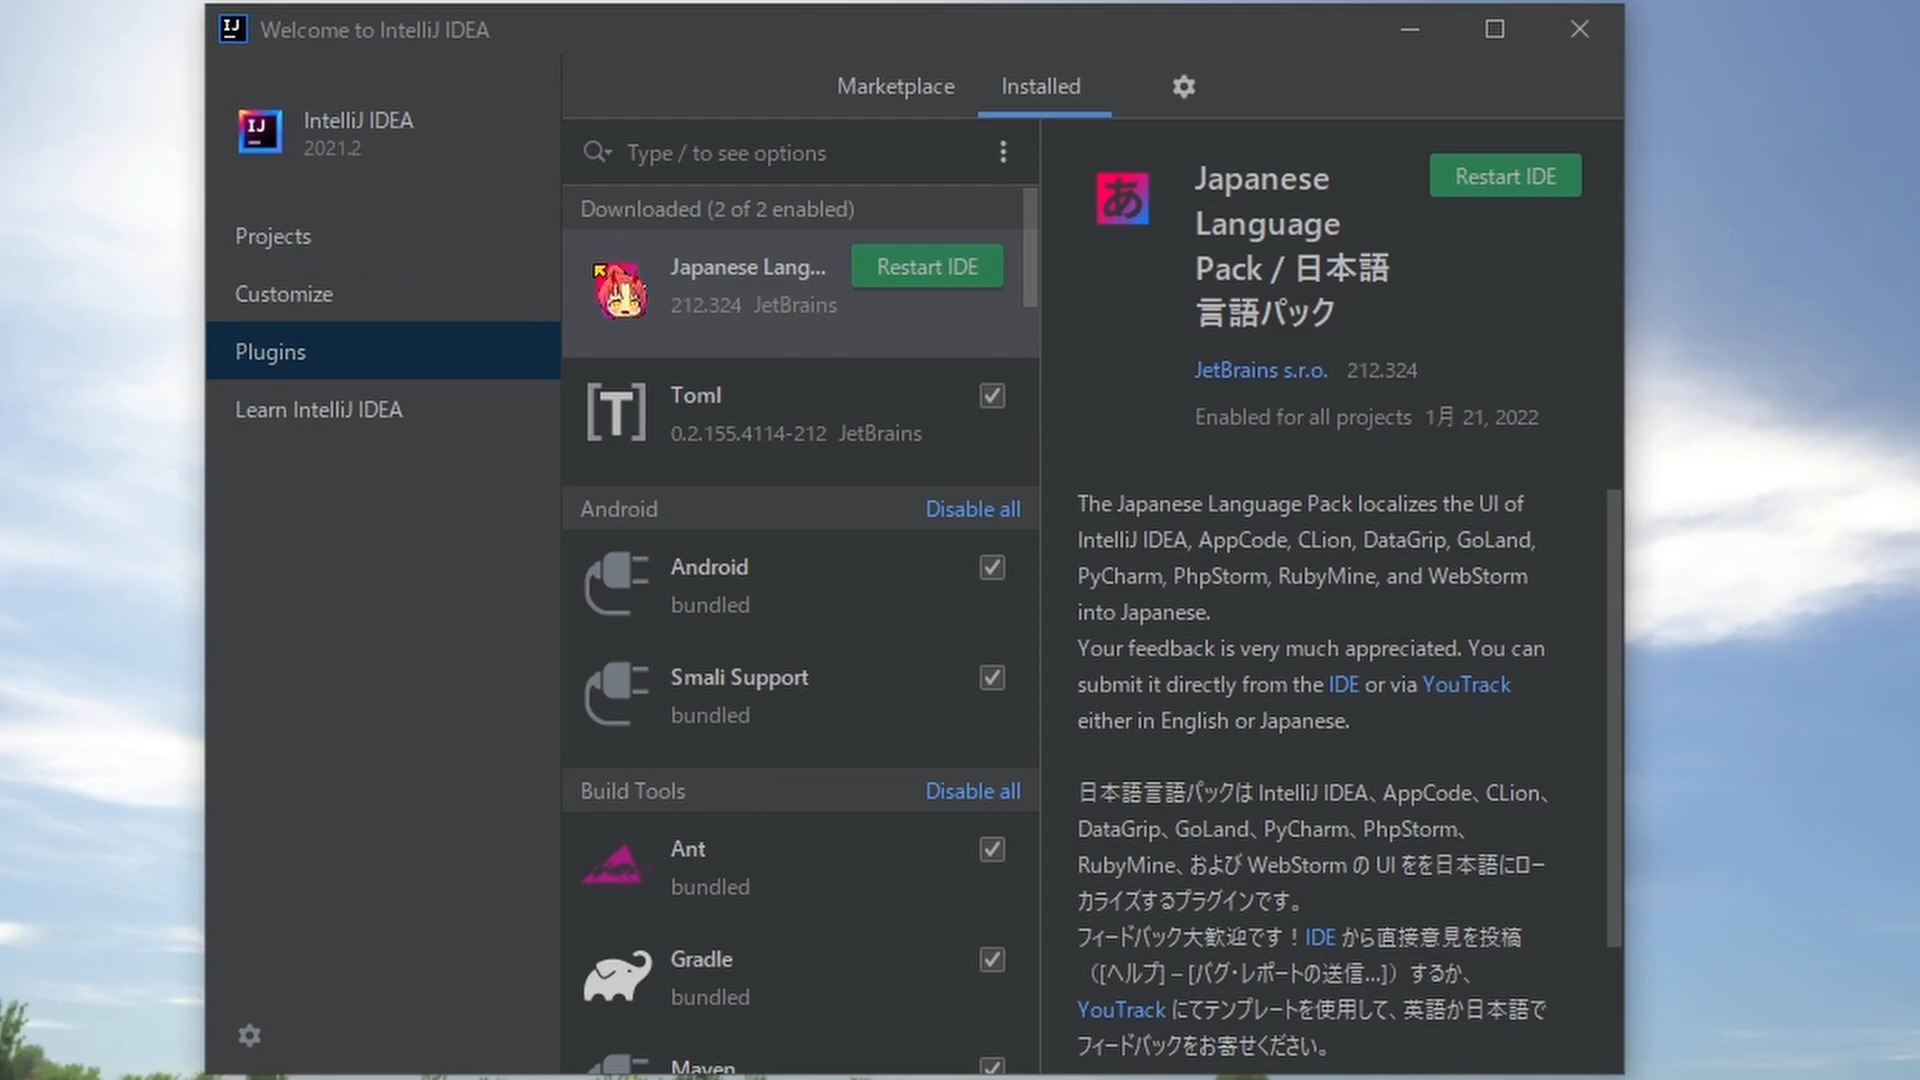 Welcome to IntelliJ IDEA
IntelliJ IDEA
2021.2
Projects
Customize
Plugins
Learn IntelliJ IDEA
Marketplace
Installed
Type / to see options
Downloaded (2 of 2 enabled)
Japanese Lang...
Restart IDE
212.324 JetBrains
Toml
0.2.155.4114-212 JetBrains
Android
Disable all
Android
bundled
Smali Support
bundled
Build Tools
Disable all
Ant
bundled
Gradle
bundled
Maven
Japanese
Language
Pack / 日本語
言語パック
Restart IDE
JetBrains s.r.o. 212.324
Enabled for all projects 1月 21, 2022
The Japanese Language Pack localizes the UI of
IntelliJ IDEA, AppCode, CLion, DataGrip, GoLand,
PyCharm, PhpStorm, RubyMine, and WebStorm
into Japanese.
Your feedback is very much appreciated. You can
submit it directly from the IDE or via YouTrack
either in English or Japanese.
日本語言語パックは IntelliJ IDEA、AppCode、CLion、
DataGrip、GoLand、PyCharm、PhpStorm、
RubyMine、および WebStorm の UI をを日本語にロー
カライズするプラグインです。
フィードバック大歓迎です！IDE から直接意見を投稿
（[ヘルプ] – [バグ・レポートの送信...]）するか、
YouTrack にてテンプレートを使用して、英語か日本語で
フィードバックをお寄せください。